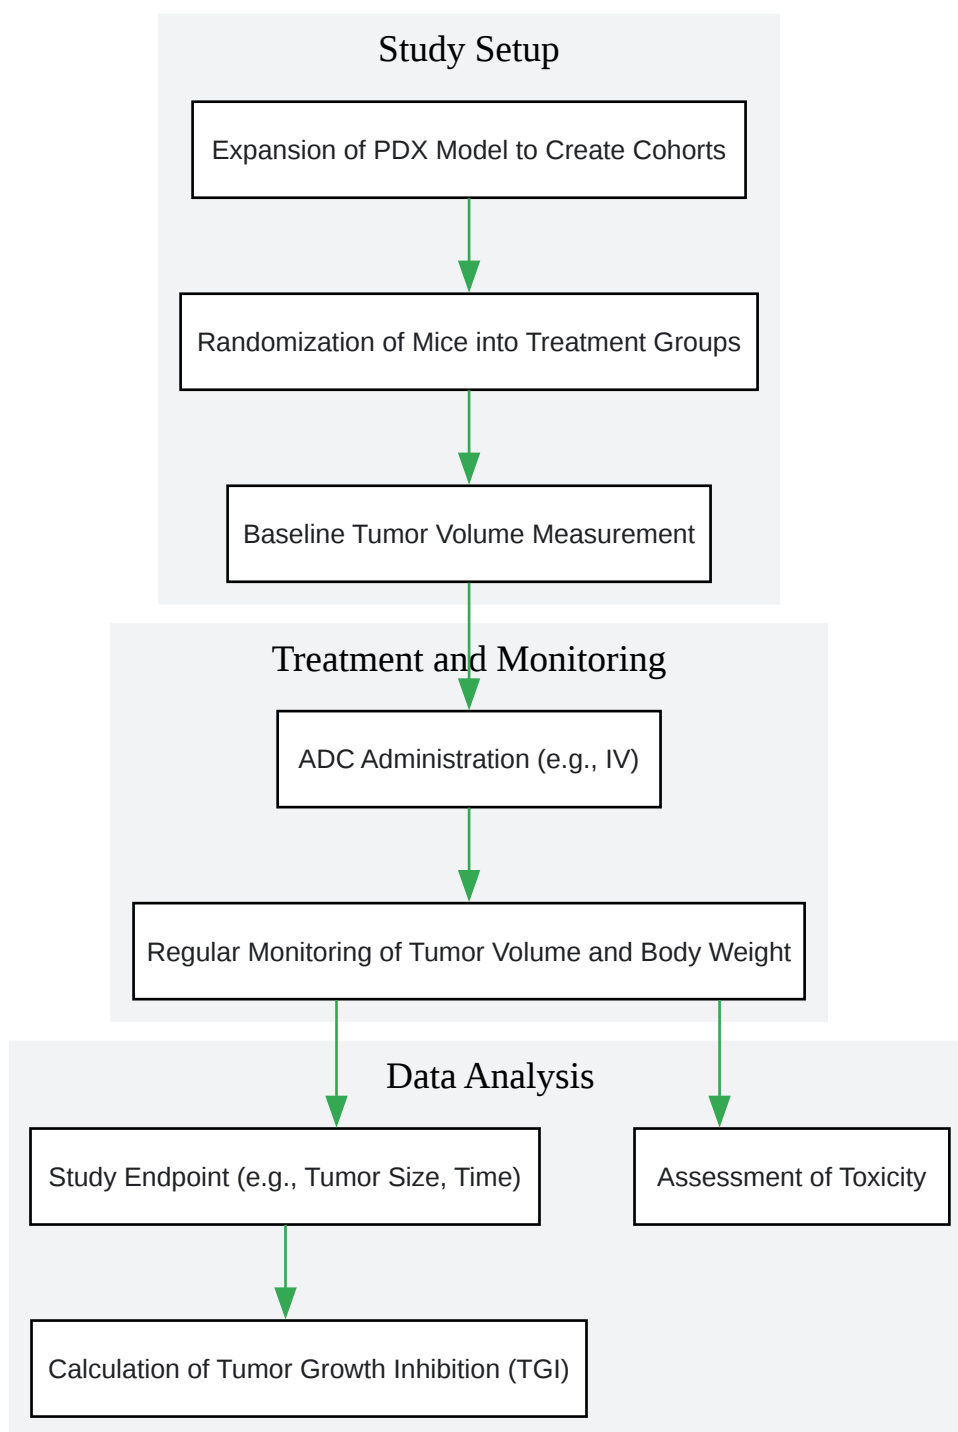 Study Setup
Expansion of PDX Model to Create Cohorts
Randomization of Mice into Treatment Groups
Baseline Tumor Volume Measurement
Treatment and Monitoring
ADC Administration (e.g., IV)
Regular Monitoring of Tumor Volume and Body Weight
Data Analysis
Study Endpoint (e.g., Tumor Size, Time)
Assessment of Toxicity
Calculation of Tumor Growth Inhibition (TGI)